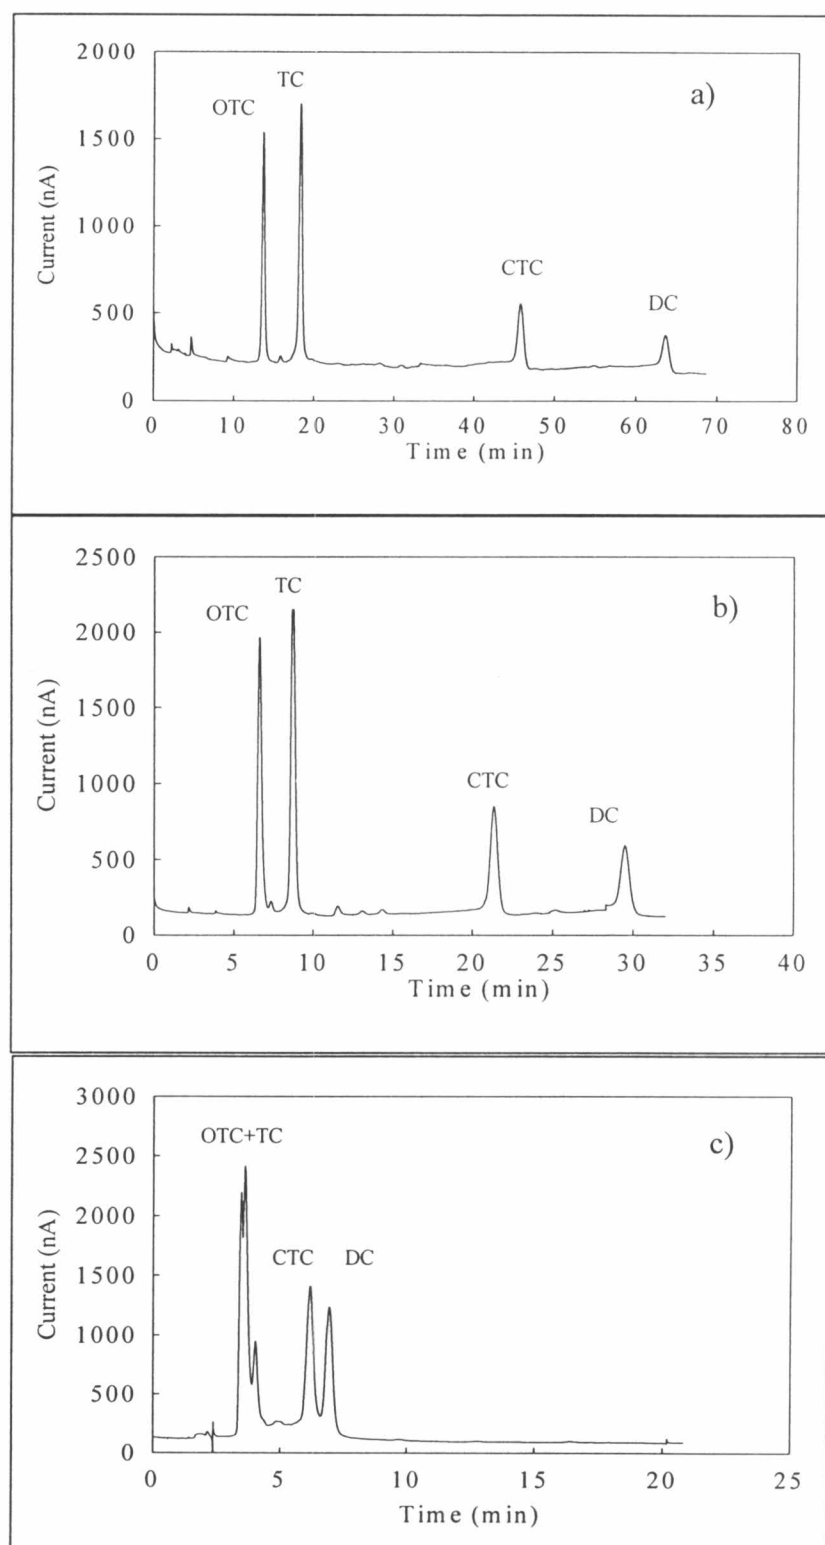 2000
TC
a)
OTC
1500
Current (nA)
1000
CTC
DC
500
0
0 10 20 30 40 50 60 70 80
Time (min)
2500
TC
b)
OTC
2000
1500
Current (nA)
CTC
1000
DC
500
0
0 5 10 15 20 25 30 35 40
Time (min)
3000
OTC+TC
c)
2500
2000
Current (nA)
CTC DC
1500
1000
500
0
0 5 10 15 20 25
Time (min)